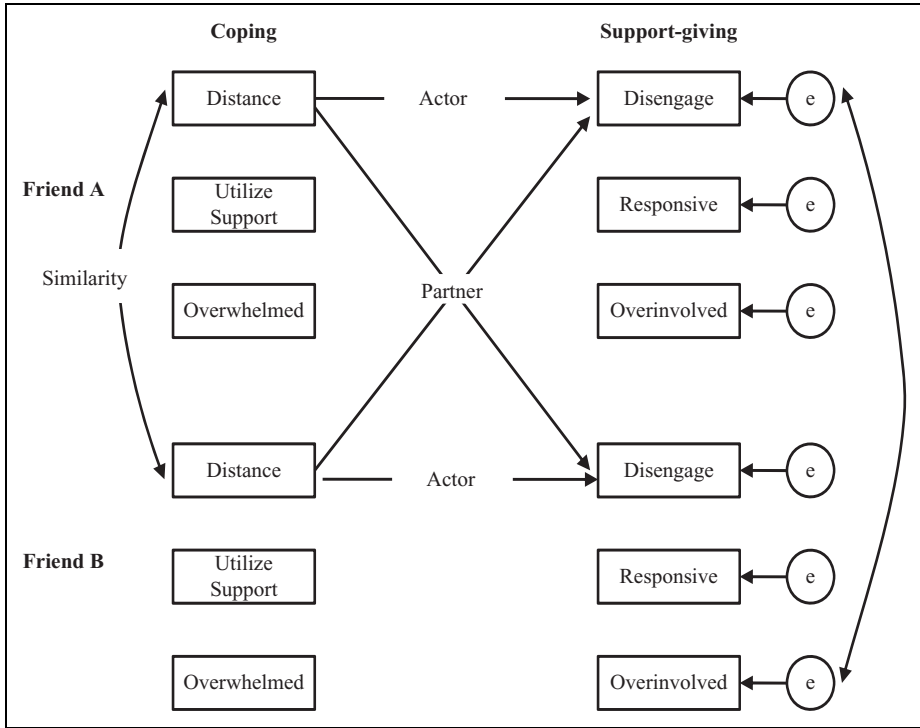 Coping Support-giving
Distance Actor Disengage e
Friend A
Utilize
Support
Responsive e
Similarity
Overwhelmed Partner Overinvolved e
Distance Actor Disengage e
Friend B
Utilize
Support
Responsive e
Overwhelmed Overinvolved e